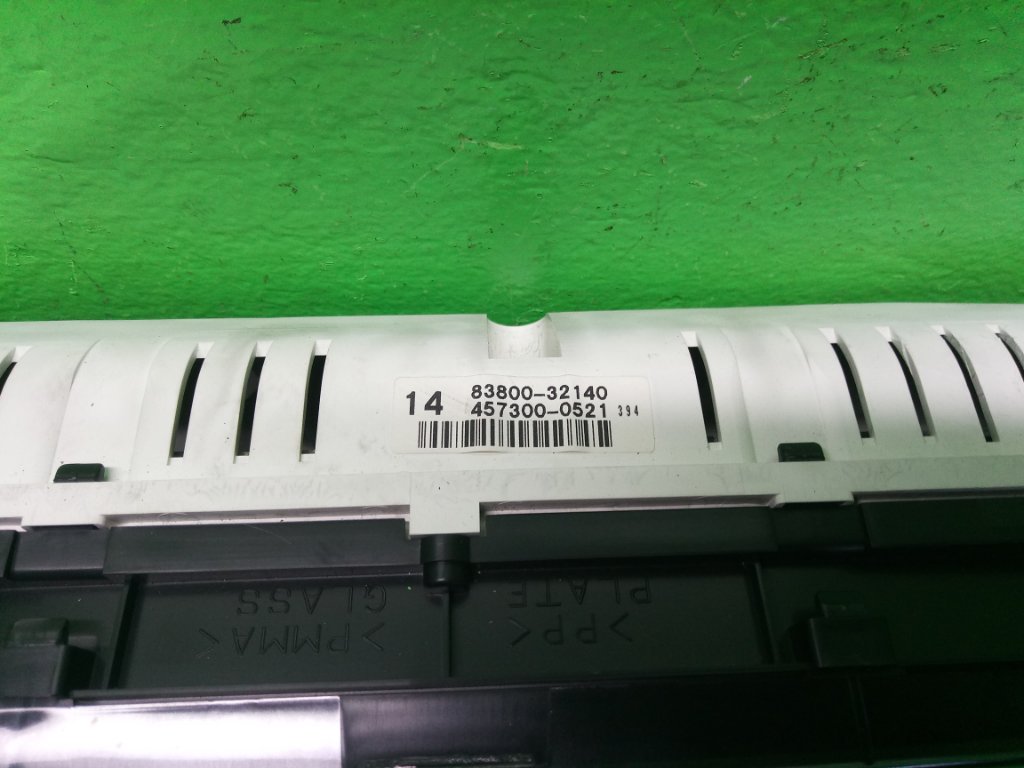 14 83800-32140
457300-0521 394
GLASS PLATE
>PMMA< >PP<